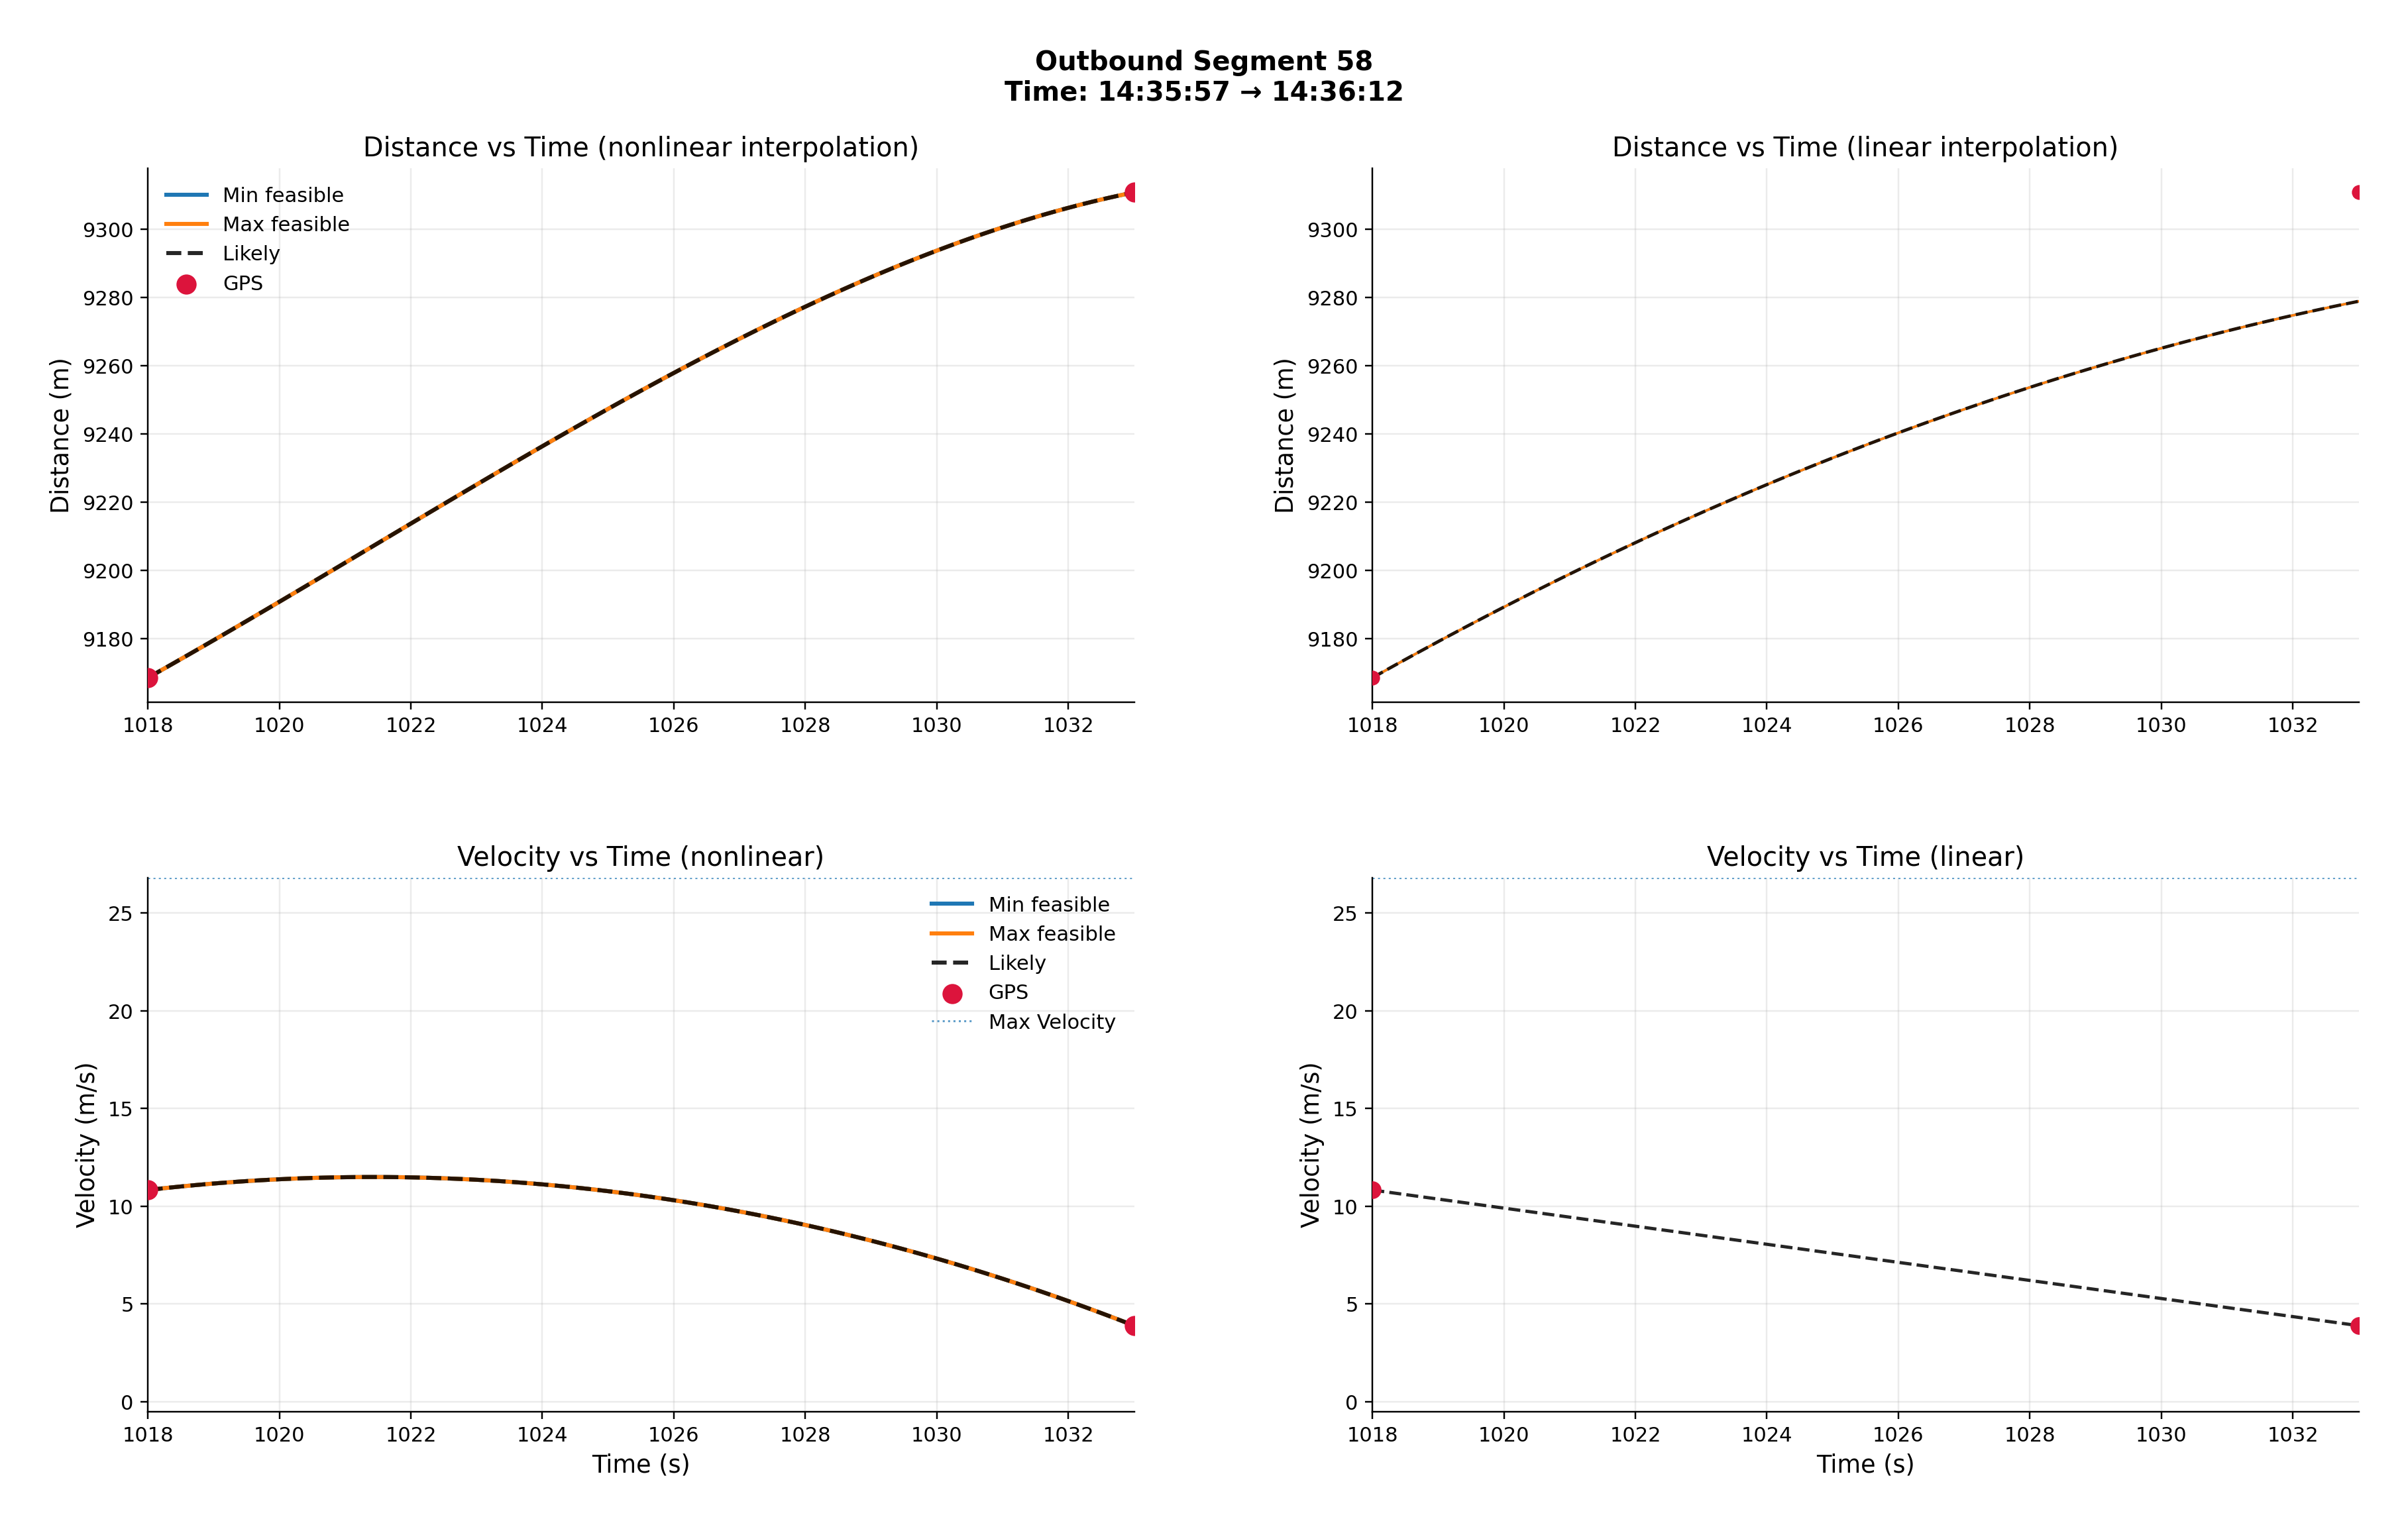 Outbound Segment 58
Time: 14:35:57 → 14:36:12
Distance vs Time (nonlinear interpolation)
Distance (m)
9300
9280
9260
9240
9220
9200
9180
Min feasible
Max feasible
Likely
GPS
1018 1020 1022 1024 1026 1028 1030 1032
Distance vs Time (linear interpolation)
Distance (m)
9300
9280
9260
9240
9220
9200
9180
1018 1020 1022 1024 1026 1028 1030 1032
Velocity vs Time (nonlinear)
Velocity (m/s)
25
20
15
10
5
0
Min feasible
Max feasible
Likely
GPS
Max Velocity
1018 1020 1022 1024 1026 1028 1030 1032
Time (s)
Velocity vs Time (linear)
Velocity (m/s)
25
20
15
10
5
0
1018 1020 1022 1024 1026 1028 1030 1032
Time (s)